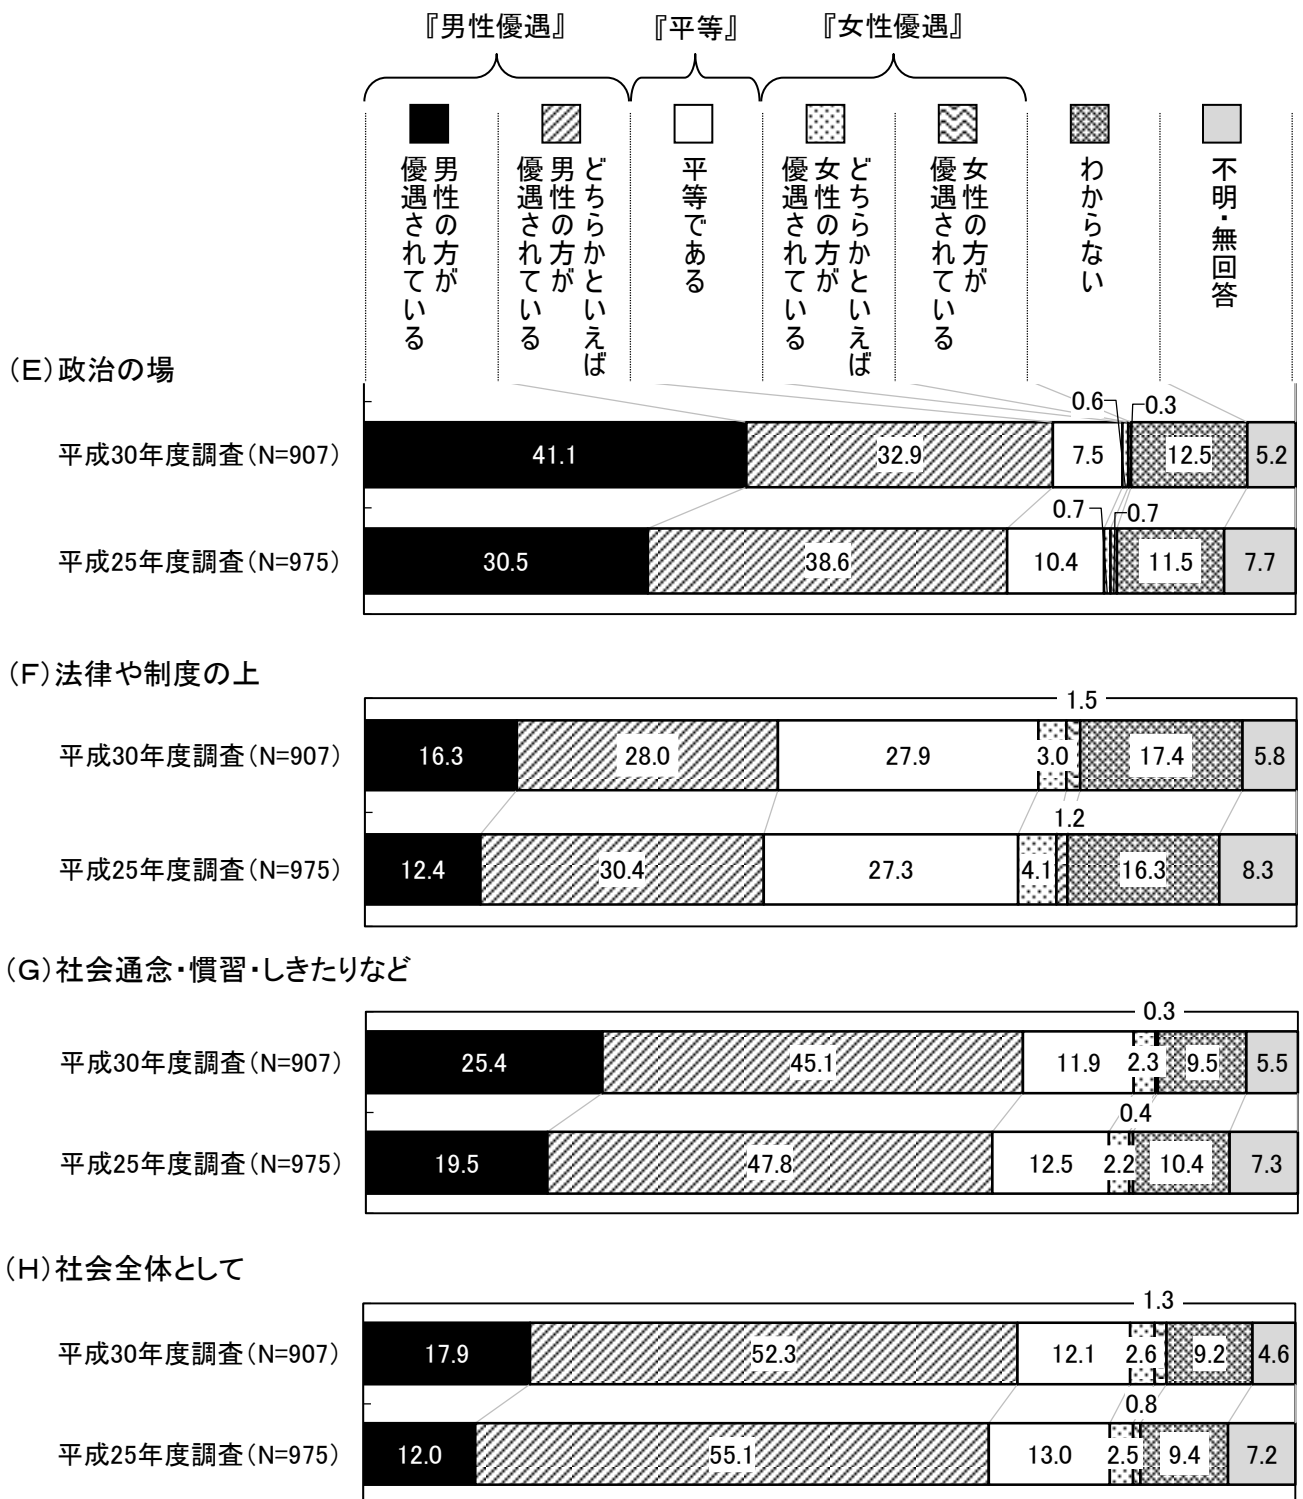 『男性優遇』 『平等』 『女性優遇』
男性の方が
優遇されている
どちらかといえば
男性の方が
優遇されている
平等である
どちらかといえば
女性の方が
優遇されている
女性の方が
優遇されている
わからない
不明・無回答
(E)政治の場
0.6 0.3
平成30年度調査(N=907) 41.1 32.9 7.5 12.5 5.2
0.7 0.7
平成25年度調査(N=975) 30.5 38.6 10.4 11.5 7.7
(F)法律や制度の上
1.5
平成30年度調査(N=907) 16.3 28.0 27.9 3.0 17.4 5.8
1.2
平成25年度調査(N=975) 12.4 30.4 27.3 4.1 16.3 8.3
(G)社会通念・慣習・しきたりなど
0.3
平成30年度調査(N=907) 25.4 45.1 11.9 2.3 9.5 5.5
0.4
平成25年度調査(N=975) 19.5 47.8 12.5 2.2 10.4 7.3
(H)社会全体として
1.3
平成30年度調査(N=907) 17.9 52.3 12.1 2.6 9.2 4.6
0.8
平成25年度調査(N=975) 12.0 55.1 13.0 2.5 9.4 7.2